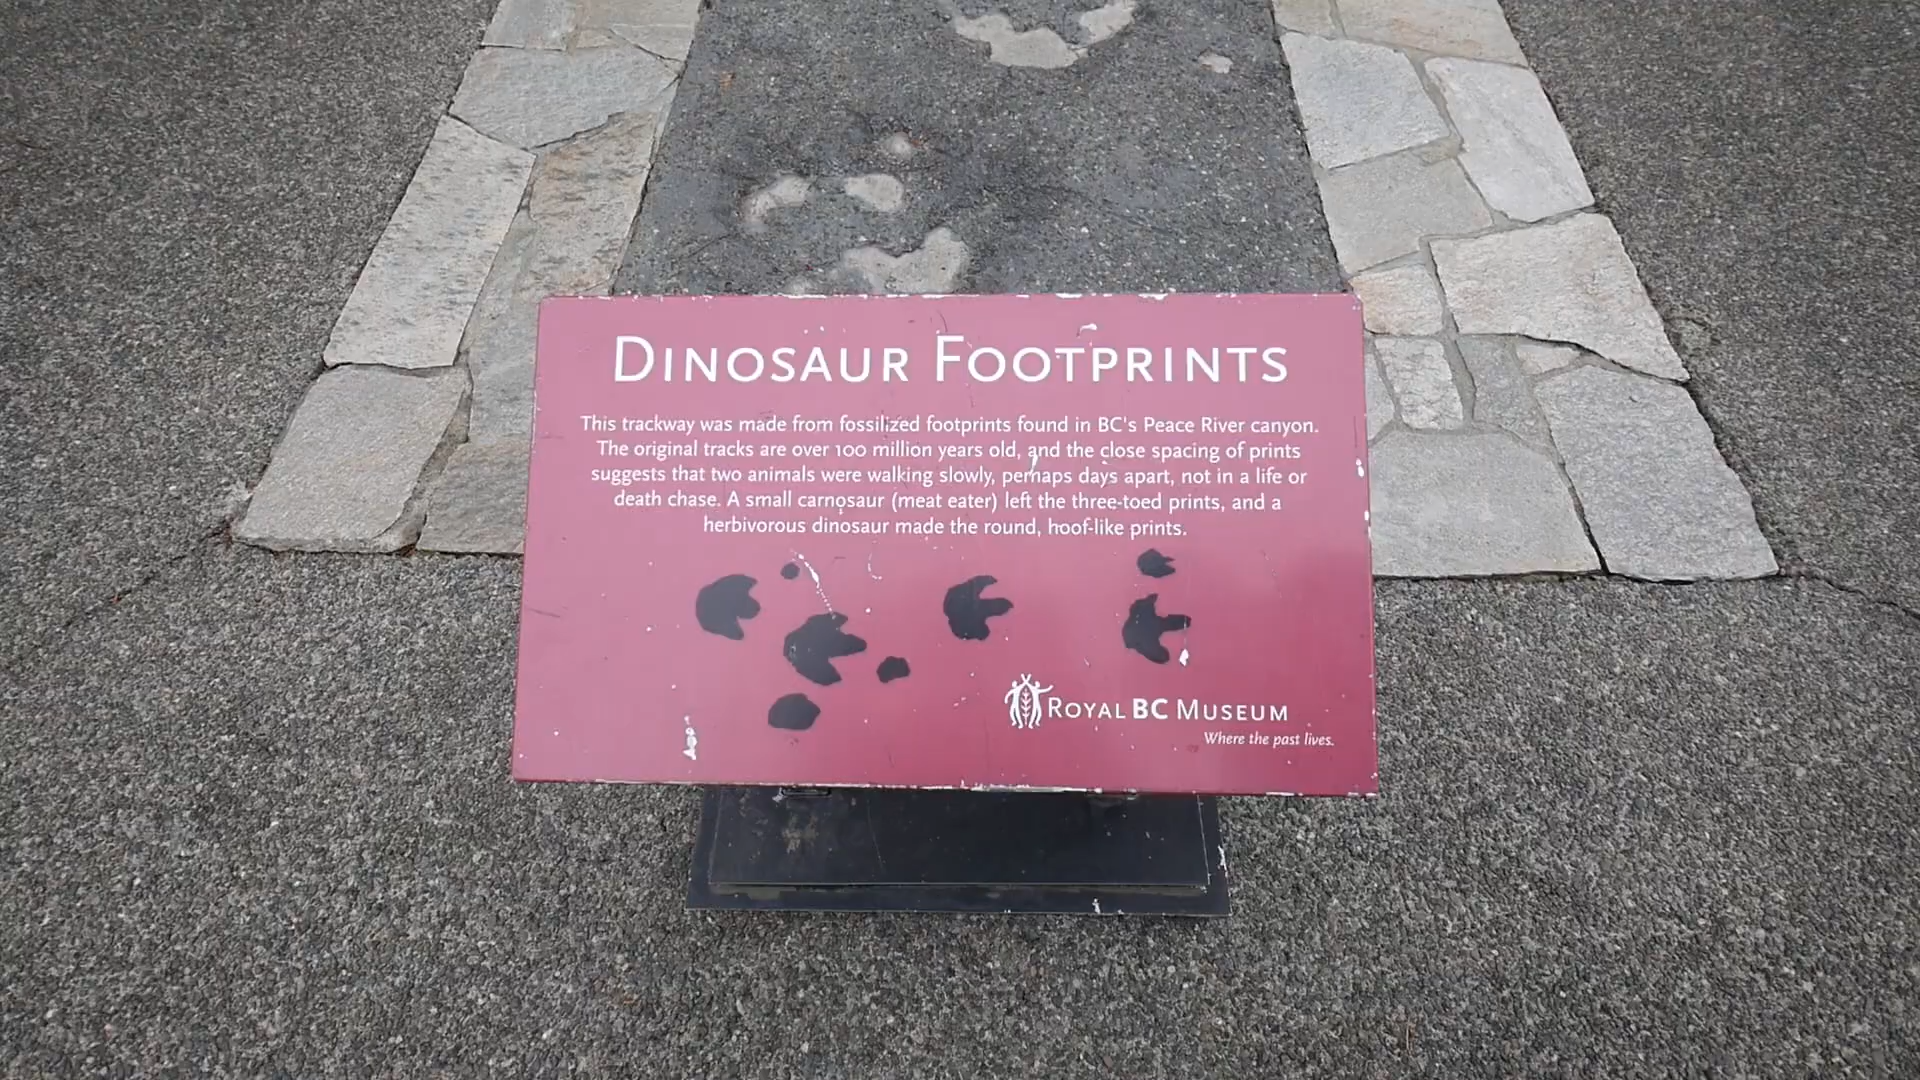 DINOSAUR FOOTPRINTS
This trackway was made from fossilized footprints found in BC's Peace River canyon.
The original tracks are over 100 million years old, and the close spacing of prints
suggests that two animals were walking slowly, perhaps days apart, not in a life or
death chase. A small carnosaur (meat eater) left the three-toed prints, and a
herbivorous dinosaur made the round, hoof-like prints.
ROYAL BC MUSEUM
Where the past lives.